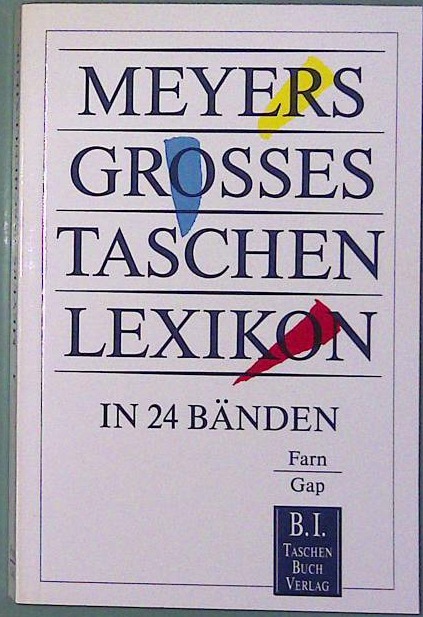 MEYERS
GROSSES
TASCHEN
LEXIKON
IN 24 BÄNDEN
Farn
Gap
B.I.
TASCHEN
BUCH
VERLAG